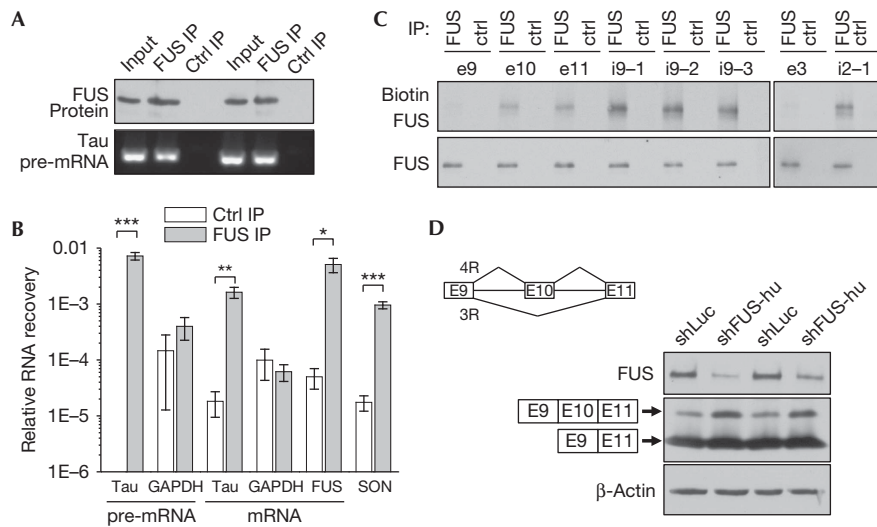 A
Input FUS IP Ctrl IP Input FUS IP Ctrl IP
FUS
Protein
Tau
pre-mRNA
B
Ctrl IP
FUS IP
Relative RNA recovery
0.01
1E–3
1E–4
1E–5
1E–6
*** ** * ***
Tau GAPDH Tau GAPDH FUS SON
pre-mRNA mRNA
C
IP: FUS ctrl FUS ctrl FUS ctrl FUS ctrl FUS ctrl FUS ctrl FUS ctrl FUS ctrl
e9 e10 e11 i9–1 i9–2 i9–3 e3 i2–1
Biotin
FUS
FUS
D
4R
E9 E10 E11
3R
shLuc shFUS-hu shLuc shFUS-hu
FUS
E9 E10 E11
E9 E11
β-Actin